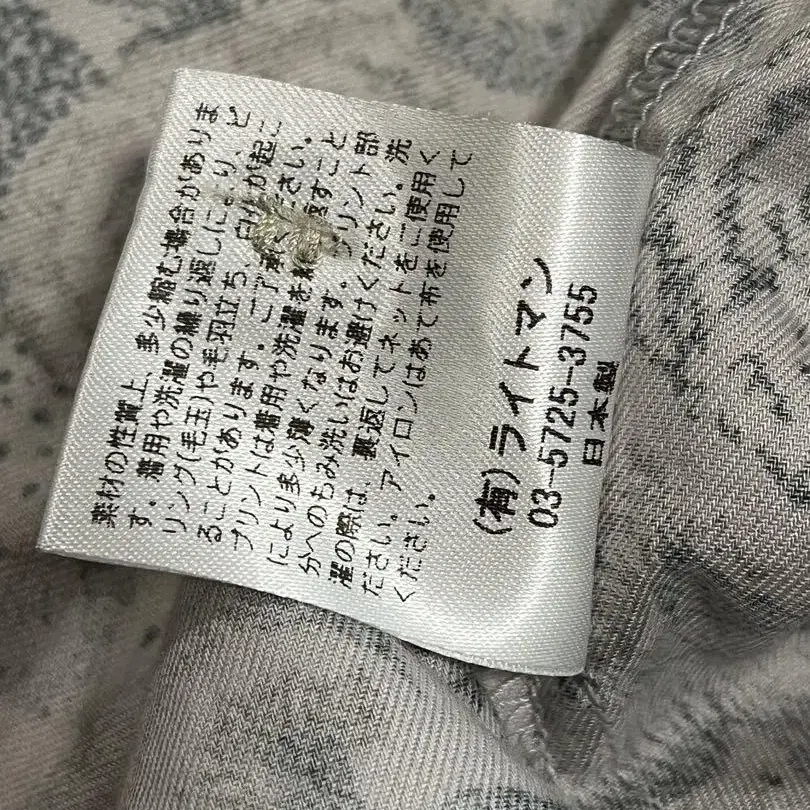 素材の性質上、多少縮む場合がありま
す。着用や洗濯の繰り返しにより、ピ
リング(毛玉)や毛羽立ち、白化が起こ
ることがあります。ご了承ください。
プリントは着用や洗濯を繰り返すこと
により多少薄くなります。プリント部
分へのもみ洗いはお避けください。洗
濯の際は、裏返してネットをご使用く
ださい。アイロンはあて布を使用して
ください。
(有)ライトマン
03-5725-3755
日本製